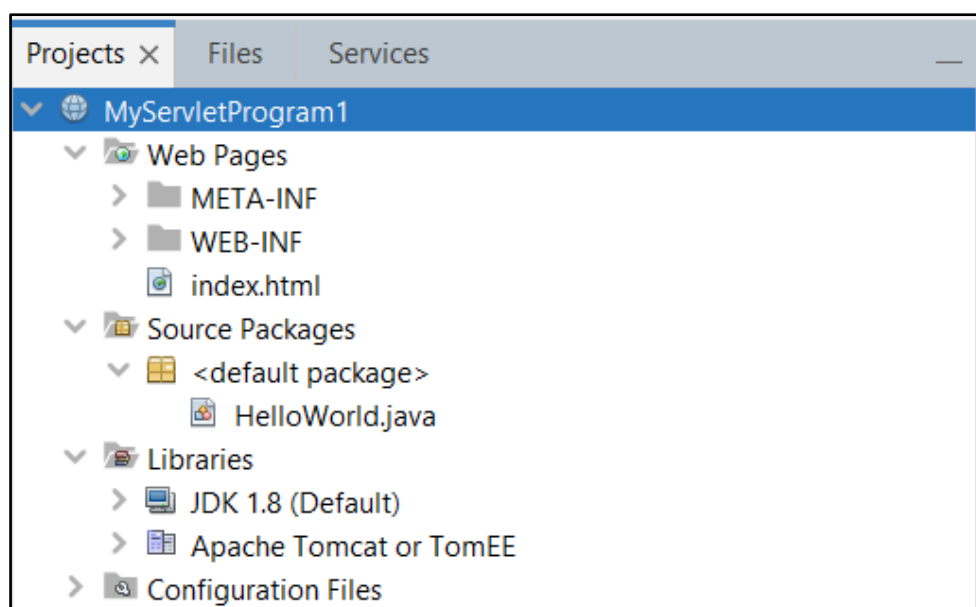 Projects × Files Services
MyServletProgram1
Web Pages
META-INF
WEB-INF
index.html
Source Packages
<default package>
HelloWorld.java
Libraries
JDK 1.8 (Default)
Apache Tomcat or TomEE
Configuration Files